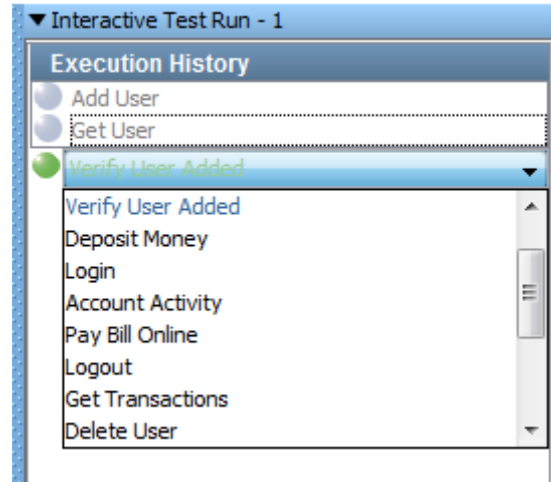 Interactive Test Run - 1
Execution History
Add User
Get User
Verify User Added
Verify User Added
Deposit Money
Login
Account Activity
Pay Bill Online
Logout
Get Transactions
Delete User